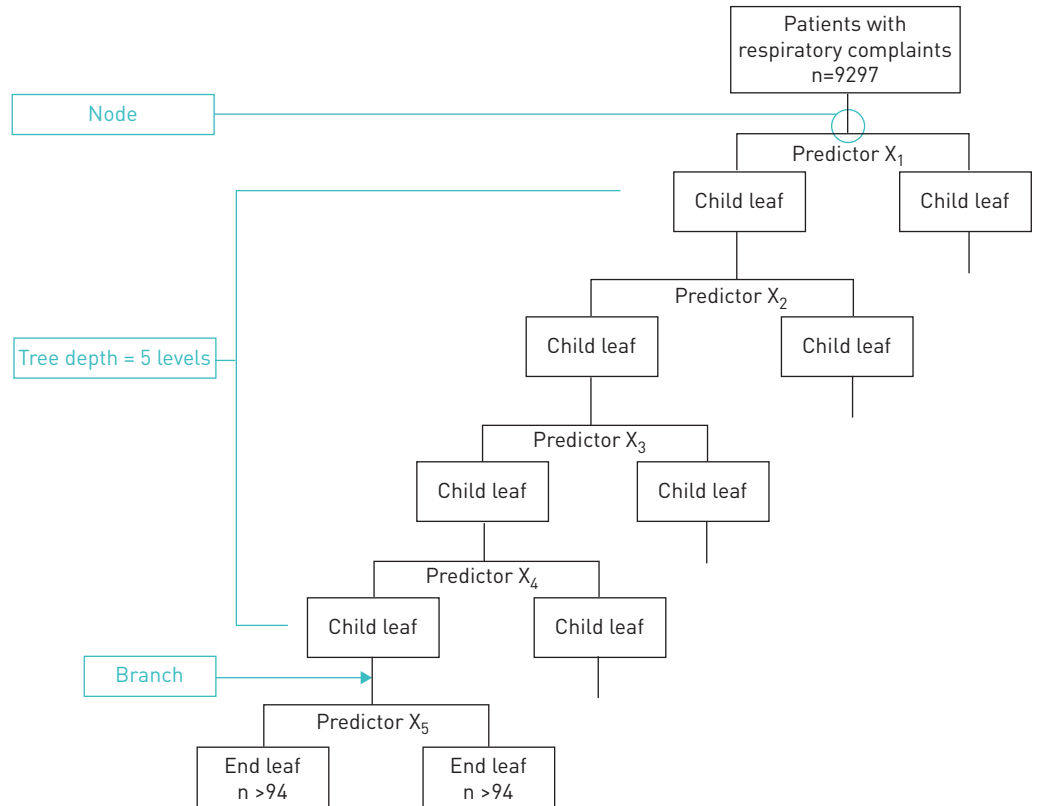 Patients with
respiratory complaints
n=9297
Node
Predictor X₁
Child leaf
Child leaf
Predictor X₂
Child leaf
Child leaf
Tree depth = 5 levels
Predictor X₃
Child leaf
Child leaf
Predictor X₄
Child leaf
Child leaf
Branch
Predictor X₅
End leaf
n >94
End leaf
n >94